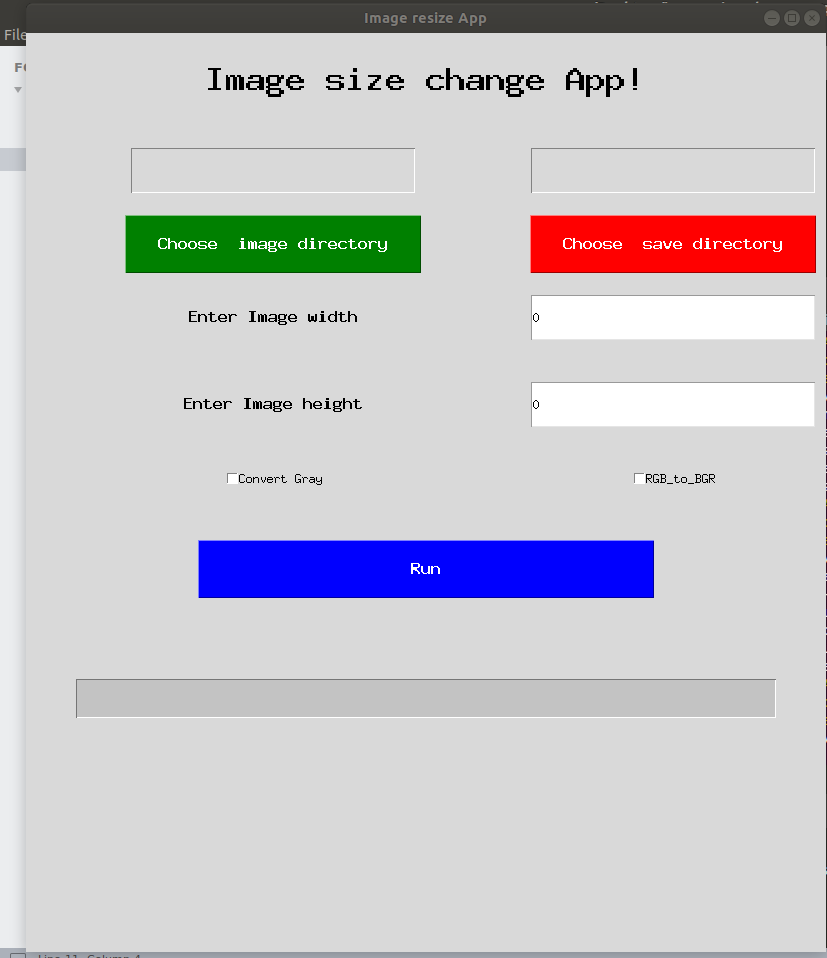 Image resize App
File
Image size change App!
Choose  image directory
Choose  save directory
Enter Image width
0
Enter Image height
0
Convert Gray
RGB_to_BGR
Run